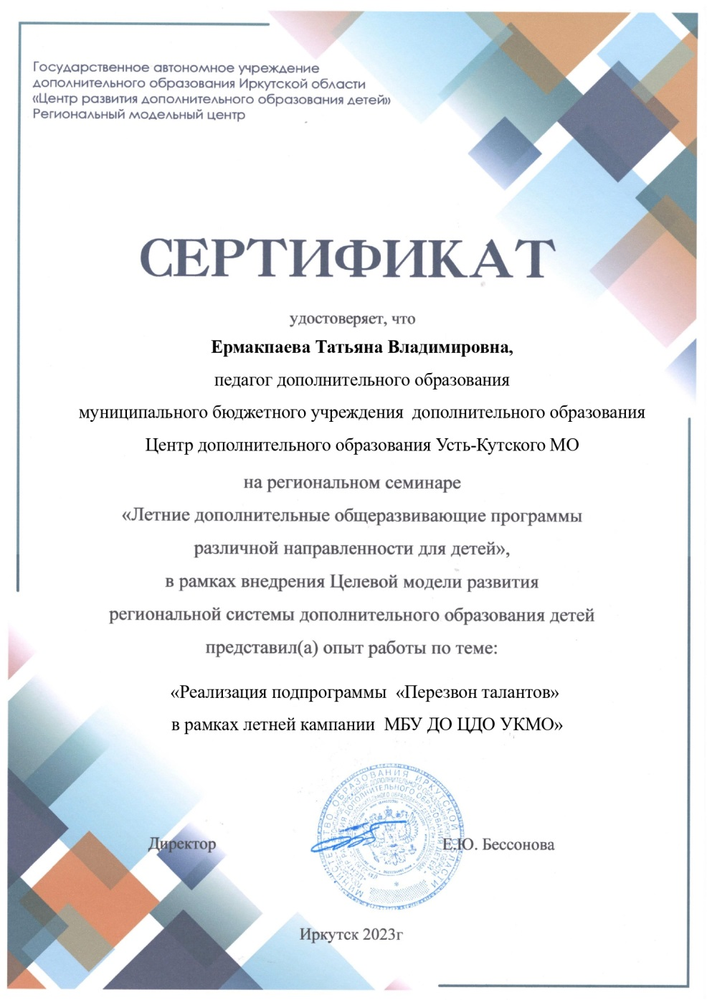 Государственное автономное учреждение
дополнительного образования Иркутской области
«Центр развития дополнительного образования детей»
Региональный модельный центр
СЕРТИФИКАТ
удостоверяет, что
Ермакпаева Татьяна Владимировна,
педагог дополнительного образования
муниципального бюджетного учреждения дополнительного образования
Центр дополнительного образования Усть-Кутского МО
на региональном семинаре
«Летние дополнительные общеразвивающие программы
различной направленности для детей»,
в рамках внедрения Целевой модели развития
региональной системы дополнительного образования детей
представил(а) опыт работы по теме:
«Реализация подпрограммы «Перезвон талантов»
в рамках летней кампании МБУ ДО ЦДО УКМО»
МИНИСТЕРСТВО ОБРАЗОВАНИЯ ИРКУТСКОЙ ОБЛАСТИ
Директор
Е.Ю. Бессонова
Иркутск 2023г